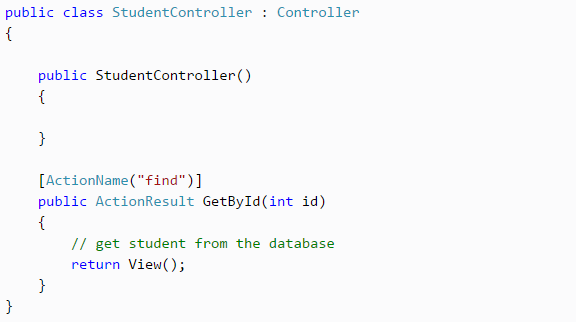 public class StudentController : Controller
{
public StudentController()
{
}
[ActionName("find")]
public ActionResult GetById(int id)
{
// get student from the database
return View();
}
}